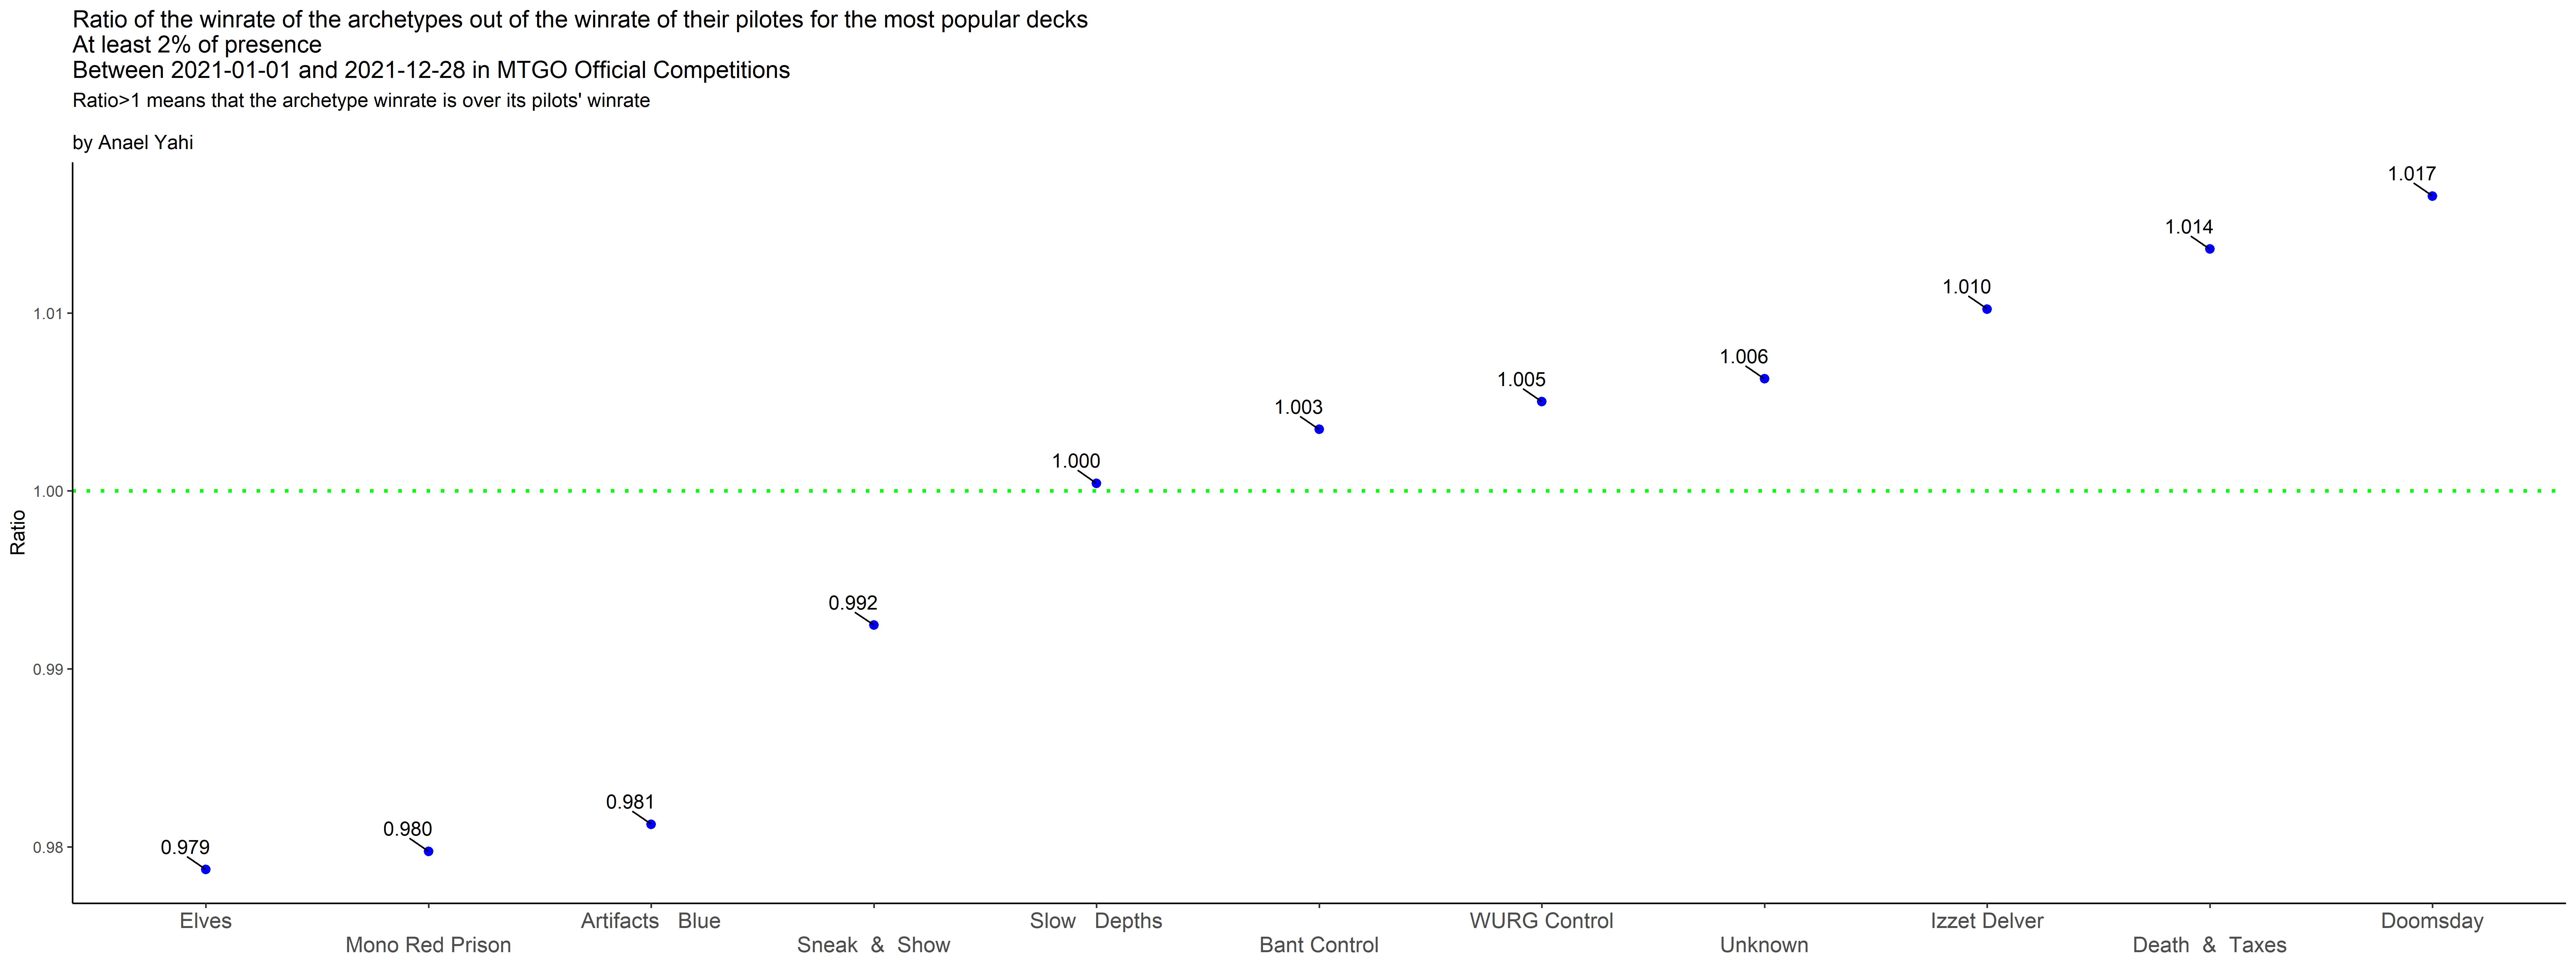 Ratio of the winrate of the archetypes out of the winrate of their pilotes for the most popular decks
At least 2% of presence
Between 2021-01-01 and 2021-12-28 in MTGO Official Competitions
Ratio>1 means that the archetype winrate is over its pilots' winrate
by Anael Yahi
1.017
1.014
1.010
1.006
1.005
1.003
1.000
0.992
0.981
0.980
0.979
1.01
1.00
0.99
0.98
Ratio
Elves
Mono Red Prison
Artifacts Blue
Sneak & Show
Slow Depths
Bant Control
WURG Control
Unknown
Izzet Delver
Death & Taxes
Doomsday